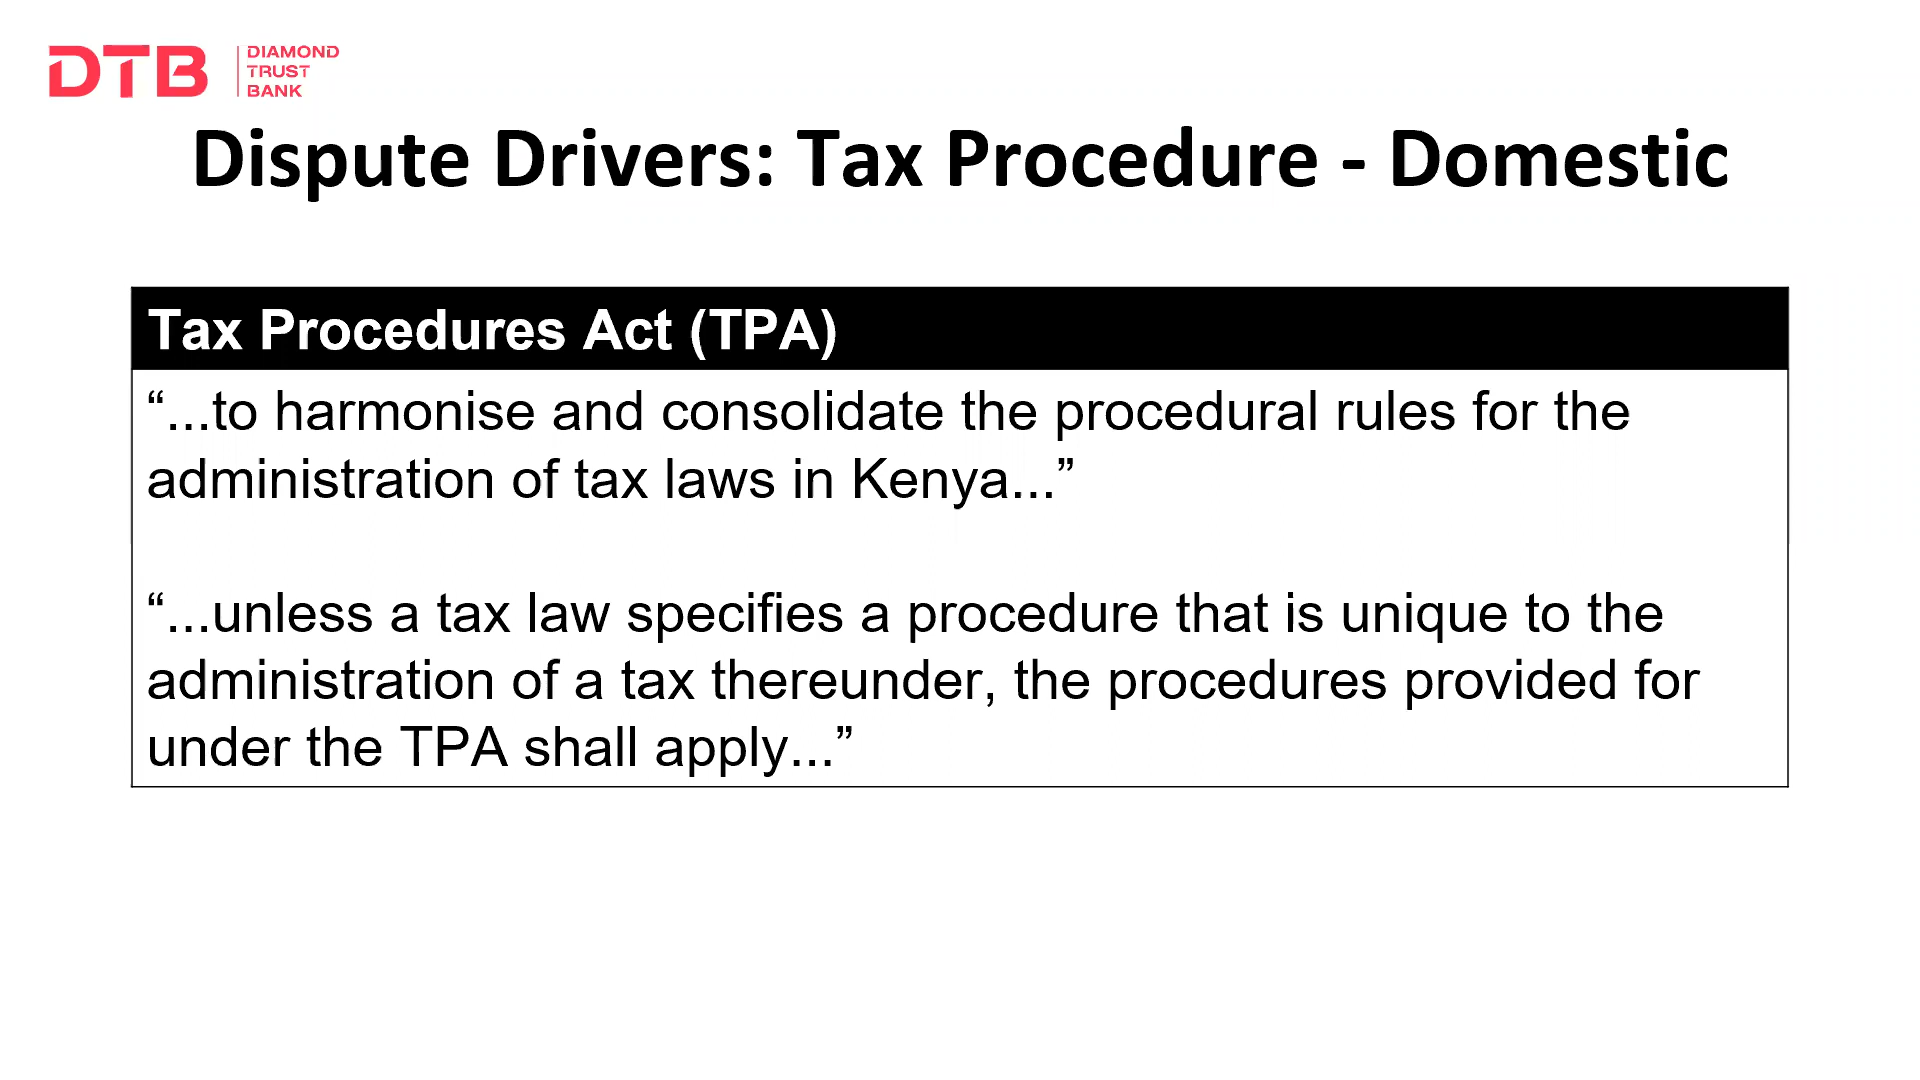 DTB
DIAMOND
TRUST
BANK
Dispute Drivers: Tax Procedure - Domestic
Tax Procedures Act (TPA)
“...to harmonise and consolidate the procedural rules for the
administration of tax laws in Kenya...”
“...unless a tax law specifies a procedure that is unique to the
administration of a tax thereunder, the procedures provided for
under the TPA shall apply...”